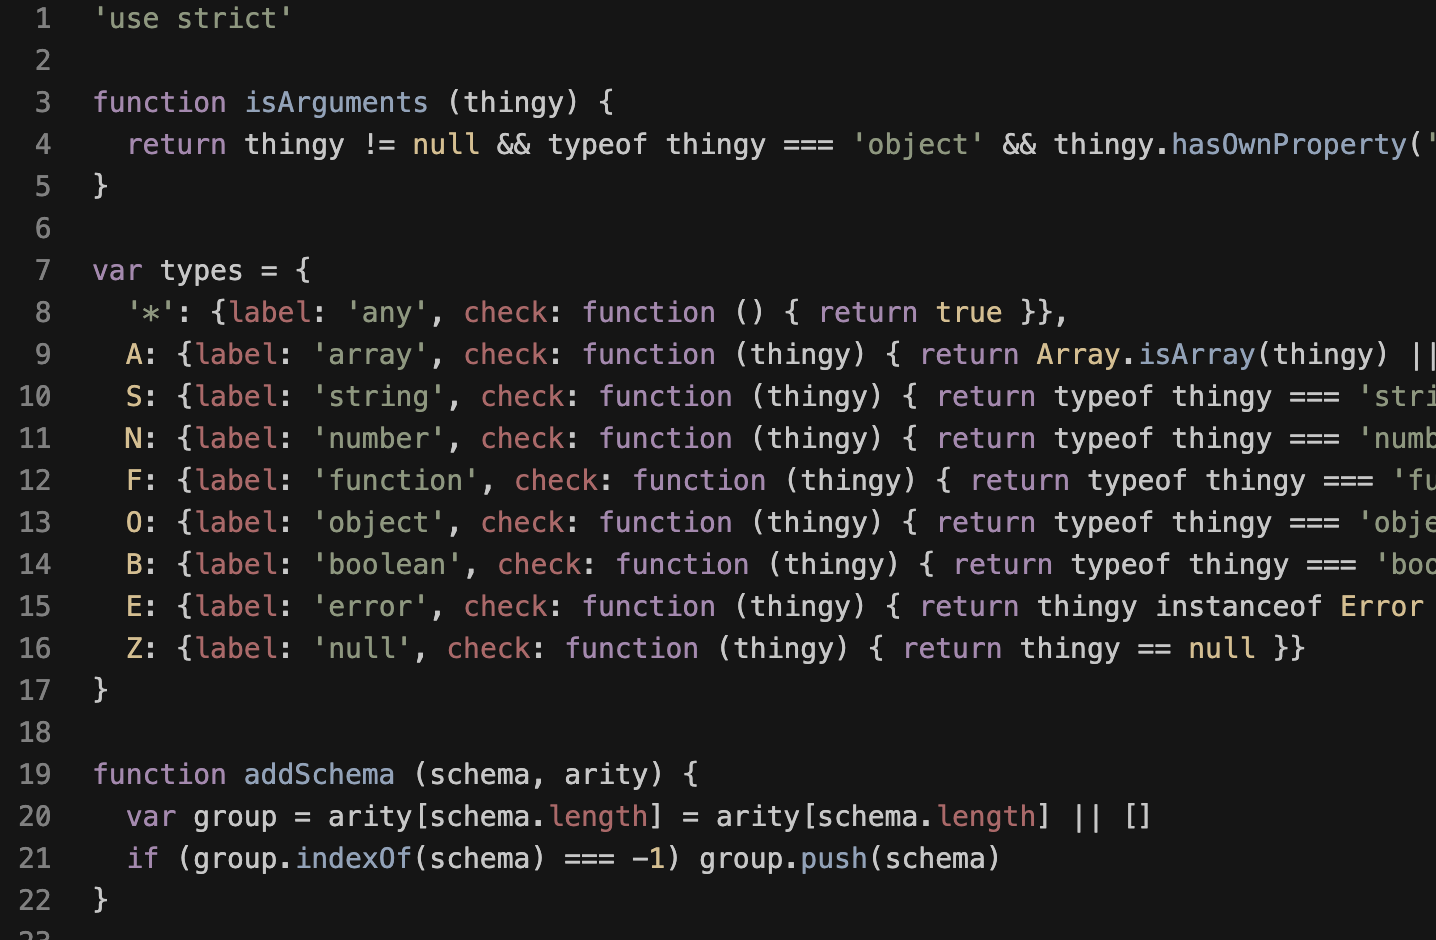 1 'use strict'
2
3 function isArguments (thingy) {
4   return thingy != null && typeof thingy === 'object' && thingy.hasOwnProperty('
5 }
6
7 var types = {
8   '*': {label: 'any', check: function () { return true }},
9   A: {label: 'array', check: function (thingy) { return Array.isArray(thingy) ||
10   S: {label: 'string', check: function (thingy) { return typeof thingy === 'stri
11   N: {label: 'number', check: function (thingy) { return typeof thingy === 'numb
12   F: {label: 'function', check: function (thingy) { return typeof thingy === 'fu
13   O: {label: 'object', check: function (thingy) { return typeof thingy === 'obje
14   B: {label: 'boolean', check: function (thingy) { return typeof thingy === 'boo
15   E: {label: 'error', check: function (thingy) { return thingy instanceof Error
16   Z: {label: 'null', check: function (thingy) { return thingy == null }}
17 }
18
19 function addSchema (schema, arity) {
20   var group = arity[schema.length] = arity[schema.length] || []
21   if (group.indexOf(schema) === -1) group.push(schema)
22 }
23